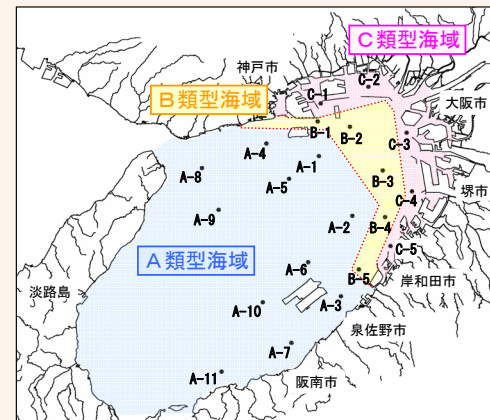 C類型海域
神戸市
C-2
B類型海域
C-1
大阪市
B-1
B-2
C-3
A-4
A-1
A-8
A-5
B-3
堺市
C-4
A-9
A-2
B-4
C-5
A類型海域
A-6
B-5
岸和田市
淡路島
A-10
A-3
泉佐野市
A-7
A-11
阪南市